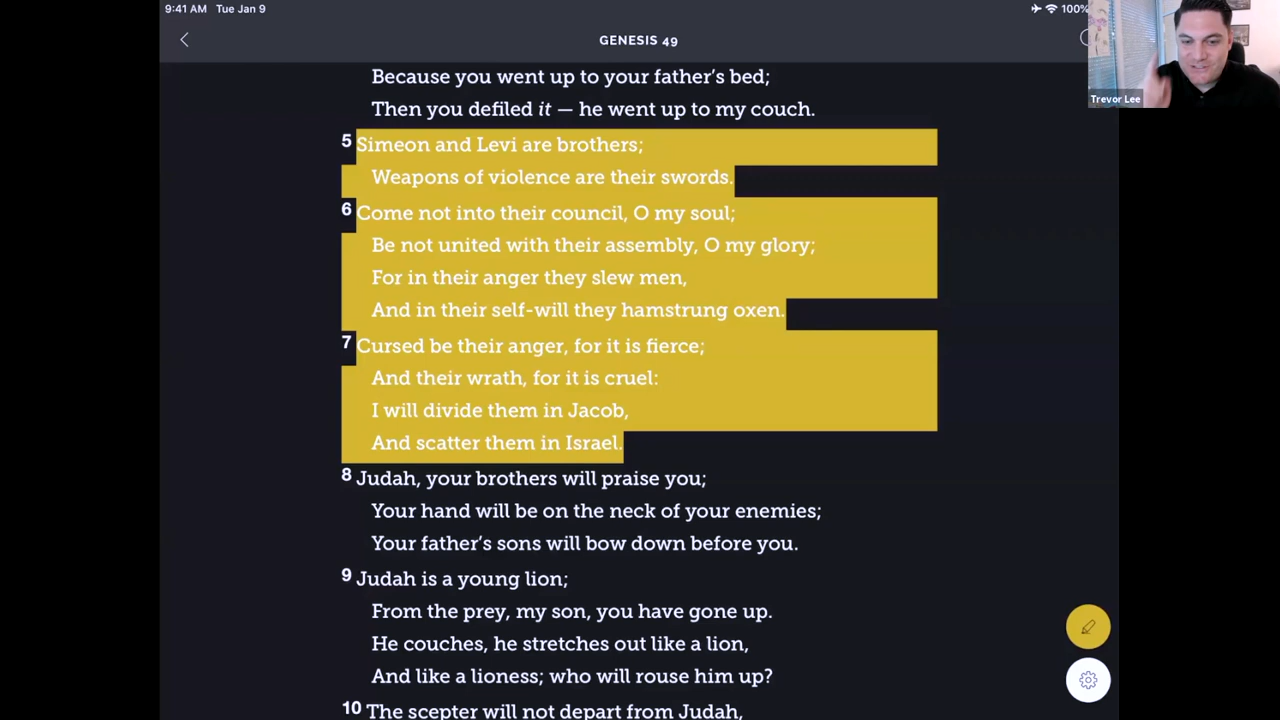 9:41 AM Tue Jan 9
100%
GENESIS 49
Trevor Lee
Because you went up to your father's bed;
Then you defiled it — he went up to my couch.
5 Simeon and Levi are brothers;
Weapons of violence are their swords.
6 Come not into their council, O my soul;
Be not united with their assembly, O my glory;
For in their anger they slew men,
And in their self-will they hamstrung oxen.
7 Cursed be their anger, for it is fierce;
And their wrath, for it is cruel:
I will divide them in Jacob,
And scatter them in Israel.
8 Judah, your brothers will praise you;
Your hand will be on the neck of your enemies;
Your father's sons will bow down before you.
9 Judah is a young lion;
From the prey, my son, you have gone up.
He couches, he stretches out like a lion,
And like a lioness; who will rouse him up?
10 The scepter will not depart from Judah,